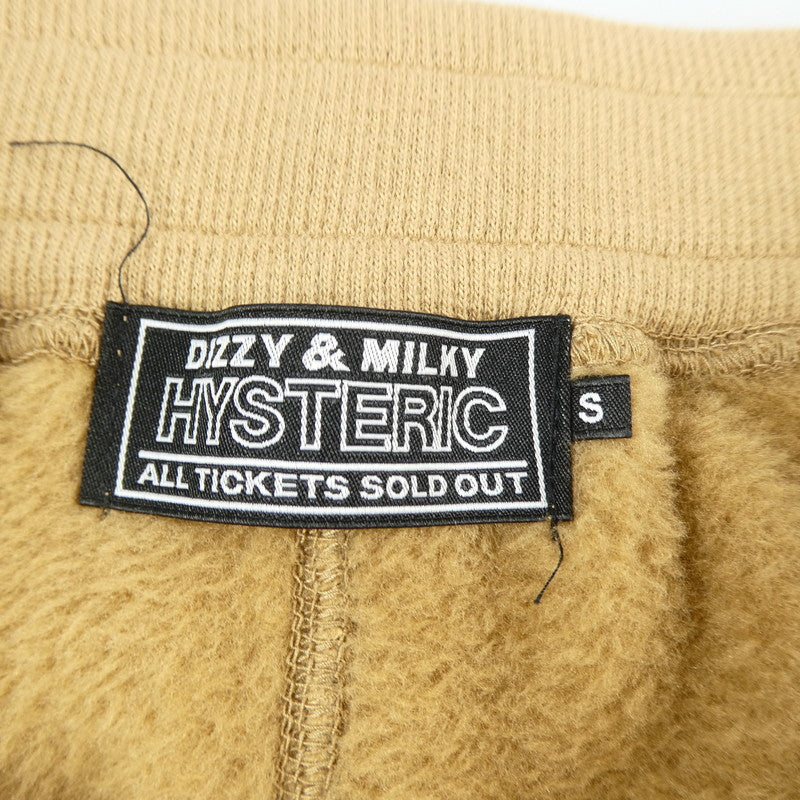 DIZZY & MILKY
HYSTERIC
ALL TICKETS SOLD OUT
S